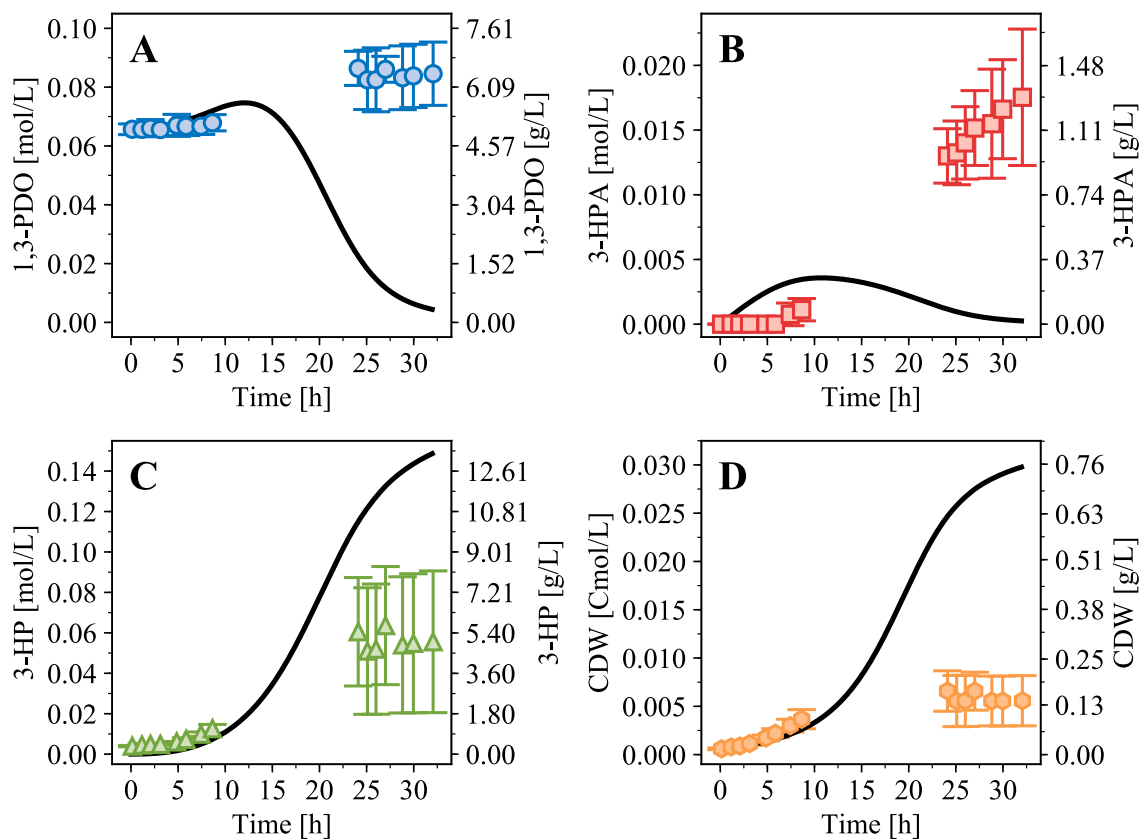 A
1,3-PDO [mol/L]
0.10
0.08
0.06
0.04
0.02
0.00
7.61
6.09
4.57
3.04
1.52
0.00
1,3-PDO [g/L]
0 5 10 15 20 25 30
Time [h]
B
3-HPA [mol/L]
0.020
0.015
0.010
0.005
0.000
1.48
1.11
0.74
0.37
0.00
3-HPA [g/L]
0 5 10 15 20 25 30
Time [h]
C
3-HP [mol/L]
0.14
0.12
0.10
0.08
0.06
0.04
0.02
0.00
12.61
10.81
9.01
7.21
5.40
3.60
1.80
0.00
3-HP [g/L]
0 5 10 15 20 25 30
Time [h]
D
CDW [Cmol/L]
0.030
0.025
0.020
0.015
0.010
0.005
0.000
0.76
0.63
0.51
0.38
0.25
0.13
0.00
CDW [g/L]
0 5 10 15 20 25 30
Time [h]